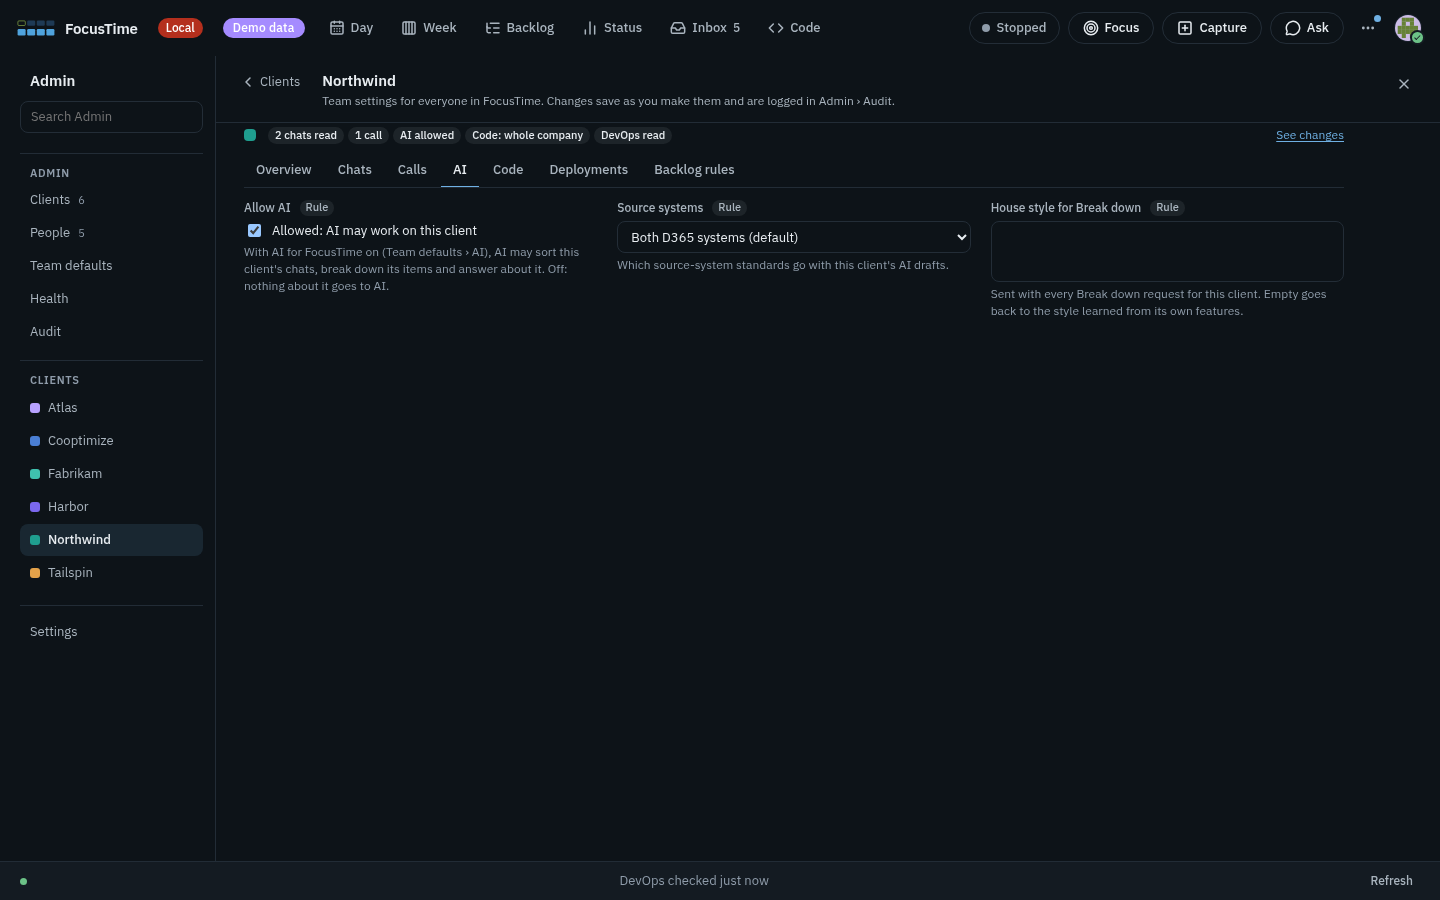 FocusTime
Local
Demo data
Day
Week
Backlog
Status
Inbox 5
Code
Stopped
Focus
Capture
Ask
Admin
Search Admin
ADMIN
Clients 6
People 5
Team defaults
Health
Audit
CLIENTS
Atlas
Cooptimize
Fabrikam
Harbor
Northwind
Tailspin
Settings
Clients
Northwind
Team settings for everyone in FocusTime. Changes save as you make them and are logged in Admin › Audit.
2 chats read
1 call
AI allowed
Code: whole company
DevOps read
See changes
Overview
Chats
Calls
AI
Code
Deployments
Backlog rules
Allow AI Rule
Allowed: AI may work on this client
With AI for FocusTime on (Team defaults › AI), AI may sort this
client's chats, break down its items and answer about it. Off:
nothing about it goes to AI.
Source systems Rule
Both D365 systems (default)
Which source-system standards go with this client's AI drafts.
House style for Break down Rule
Sent with every Break down request for this client. Empty goes
back to the style learned from its own features.
DevOps checked just now
Refresh